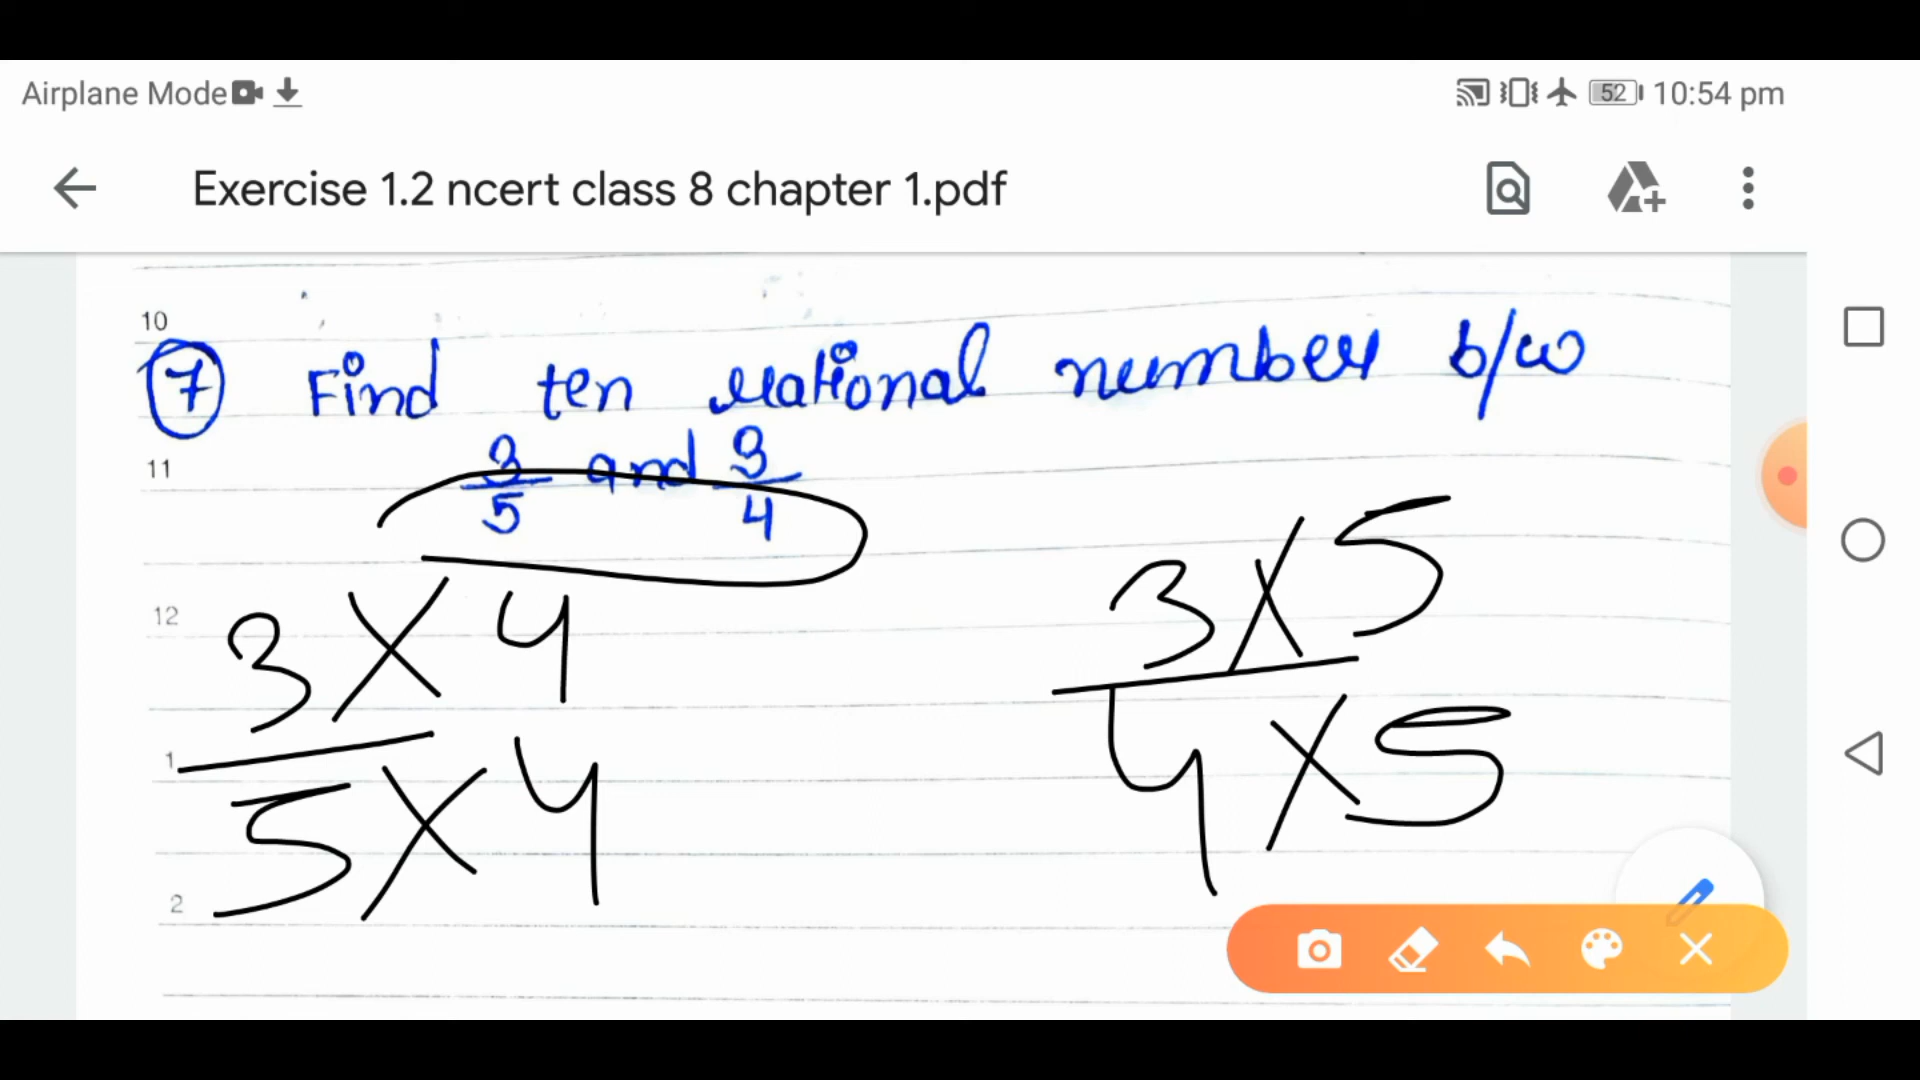 Airplane Mode 52 10:54 pm
Exercise 1.2 ncert class 8 chapter 1.pdf
10
7 Find ten rational number b/w
11 3/5 and 3/4
12
3 X 4
1
5 X 4
2
3 X 5
4 X 5